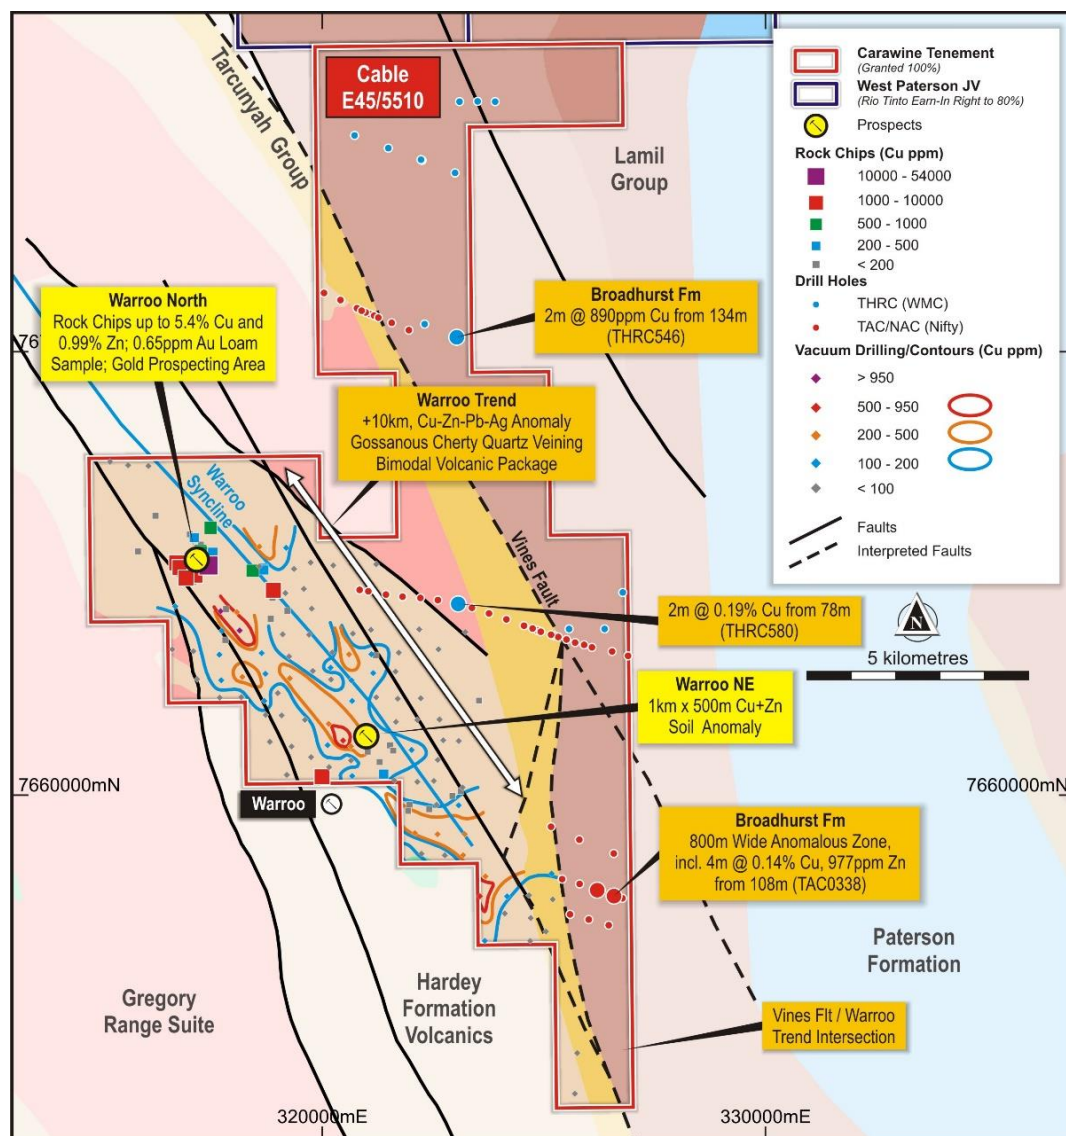 Cable
E45/5510
Tarcunyah
Group
Lamil
Group
Carawine Tenement
(Granted 100%)
West Paterson JV
(Rio Tinto Earn-In Right to 80%)
Prospects
Rock Chips (Cu ppm)
10000 - 54000
1000 - 10000
500 - 1000
200 - 500
< 200
Drill Holes
THRC (WMC)
TAC/NAC (Nifty)
Vacuum Drilling/Contours (Cu ppm)
> 950
500 - 950
200 - 500
100 - 200
< 100
Faults
Interpreted Faults
Warroo North
Rock Chips up to 5.4% Cu and
0.99% Zn; 0.65ppm Au Loam
Sample; Gold Prospecting Area
Broadhurst Fm
2m @ 890ppm Cu from 134m
(THRC546)
Warroo Trend
+10km, Cu-Zn-Pb-Ag Anomaly
Gossanous Cherty Quartz Veining
Bimodal Volcanic Package
Warroo
Syncline
Vines Fault
2m @ 0.19% Cu from 78m
(THRC580)
N
5 kilometres
Warroo NE
1km x 500m Cu+Zn
Soil Anomaly
7660000mN
7660000mN
Warroo
Broadhurst Fm
800m Wide Anomalous Zone,
incl. 4m @ 0.14% Cu, 977ppm Zn
from 108m (TAC0338)
Paterson
Formation
Gregory
Range Suite
Hardey
Formation
Volcanics
Vines Flt / Warroo
Trend Intersection
320000mE
330000mE